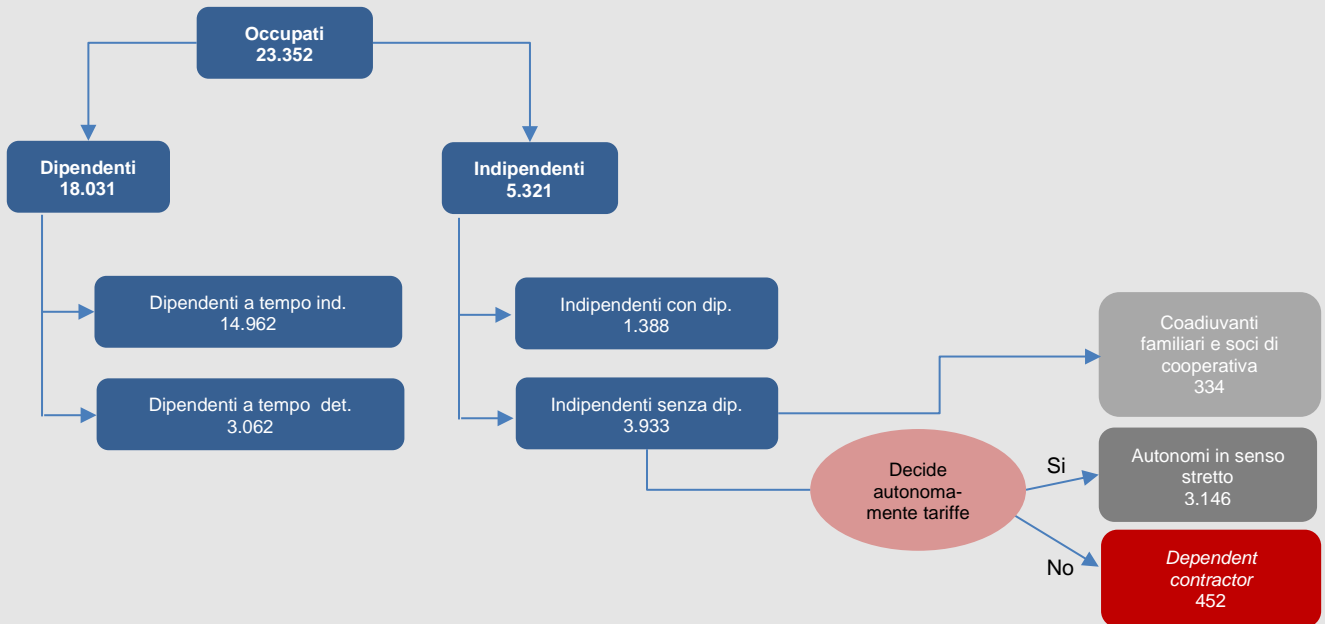 Occupati
23.352
Dipendenti
18.031
Indipendenti
5.321
Dipendenti a tempo ind.
14.962
Indipendenti con dip.
1.388
Coadiuvanti
familiari e soci di
cooperativa
334
Dipendenti a tempo det.
3.062
Indipendenti senza dip.
3.933
Decide
autonoma-
mente tariffe
Si
Autonomi in senso
stretto
3.146
No
Dependent
contractor
452